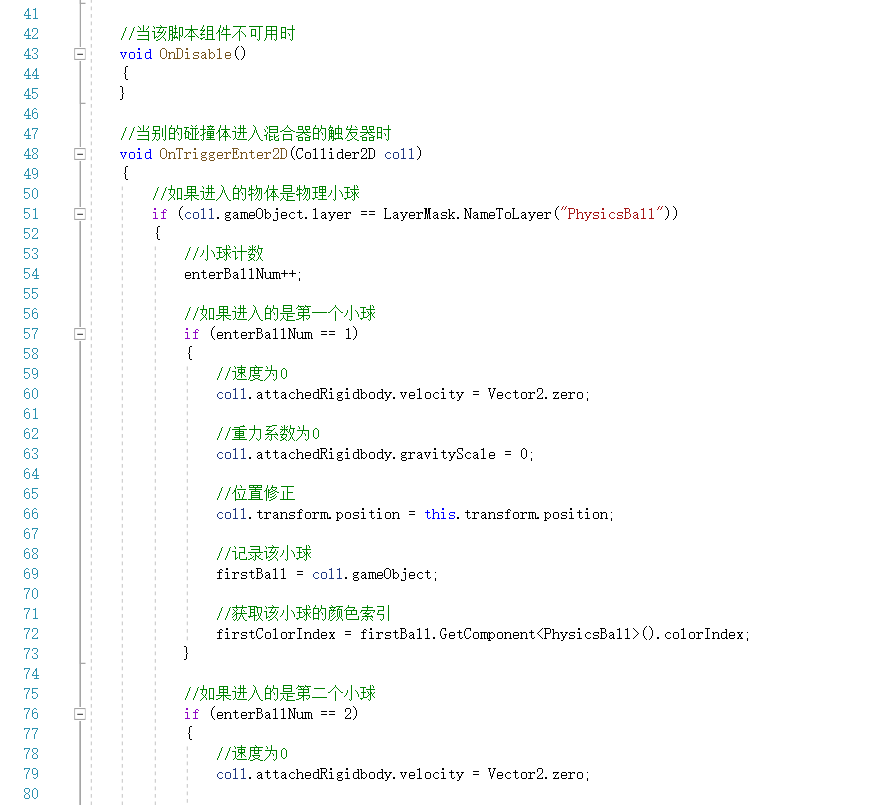 41
42 //当该脚本组件不可用时
43 void OnDisable()
44 {
45 }
46
47 //当别的碰撞体进入混合器的触发器时
48 void OnTriggerEnter2D(Collider2D coll)
49 {
50 //如果进入的物体是物理小球
51 if (coll.gameObject.layer == LayerMask.NameToLayer("PhysicsBall"))
52 {
53 //小球计数
54 enterBallNum++;
55
56 //如果进入的是第一个小球
57 if (enterBallNum == 1)
58 {
59 //速度为0
60 coll.attachedRigidbody.velocity = Vector2.zero;
61
62 //重力系数为0
63 coll.attachedRigidbody.gravityScale = 0;
64
65 //位置修正
66 coll.transform.position = this.transform.position;
67
68 //记录该小球
69 firstBall = coll.gameObject;
70
71 //获取该小球的颜色索引
72 firstColorIndex = firstBall.GetComponent<PhysicsBall>().colorIndex;
73 }
74
75 //如果进入的是第二个小球
76 if (enterBallNum == 2)
77 {
78 //速度为0
79 coll.attachedRigidbody.velocity = Vector2.zero;
80